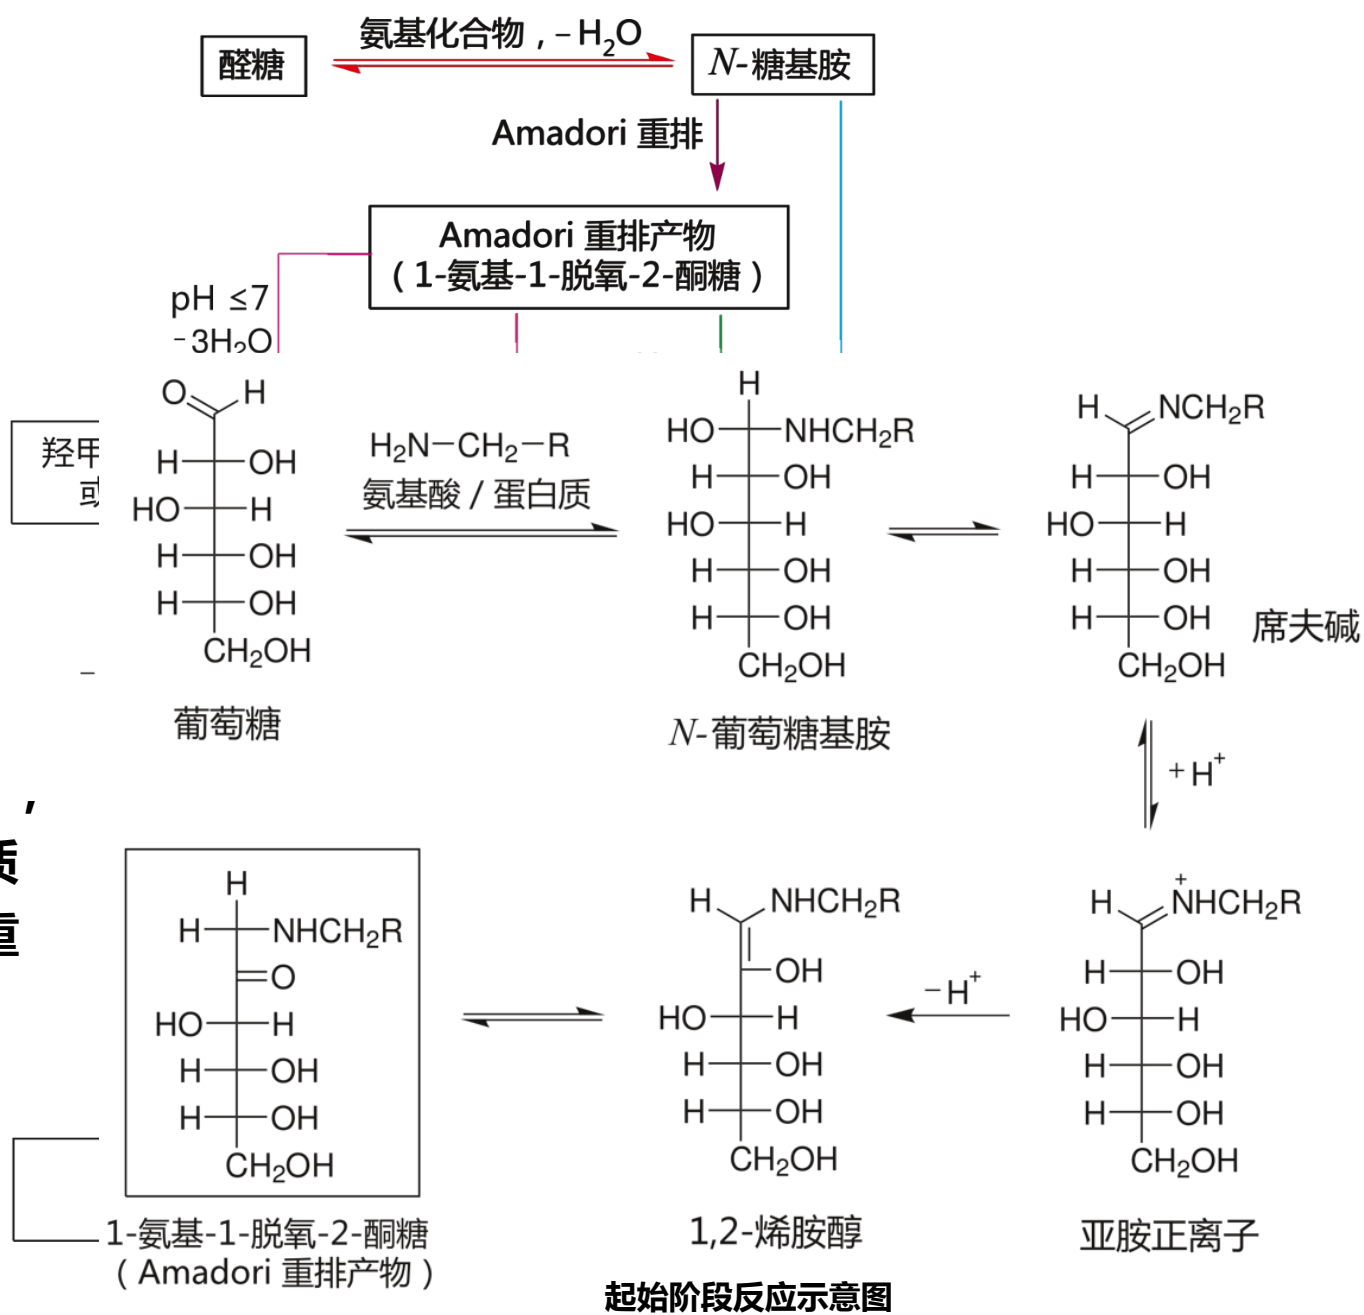 醛糖
氨基化合物，－H₂O
N-糖基胺
Amadori 重排
Amadori 重排产物
（1-氨基-1-脱氧-2-酮糖）
pH ≤7
－3H₂O
羟甲
或
O H
H OH
HO H
H OH
H OH
CH₂OH
葡萄糖
H₂N－CH₂－R
氨基酸 / 蛋白质
H
HO NHCH₂R
H OH
HO H
H OH
H OH
CH₂OH
N-葡萄糖基胺
H NCH₂R
H OH
HO H
H OH
H OH
CH₂OH
席夫碱
+H⁺
，
质
重
H NHCH₂R
+
H OH
HO H
H OH
H OH
CH₂OH
亚胺正离子
－H⁺
H NHCH₂R
OH
HO H
H OH
H OH
CH₂OH
1,2-烯胺醇
H
H NHCH₂R
O
HO H
H OH
H OH
CH₂OH
1-氨基-1-脱氧-2-酮糖
（Amadori 重排产物）
起始阶段反应示意图